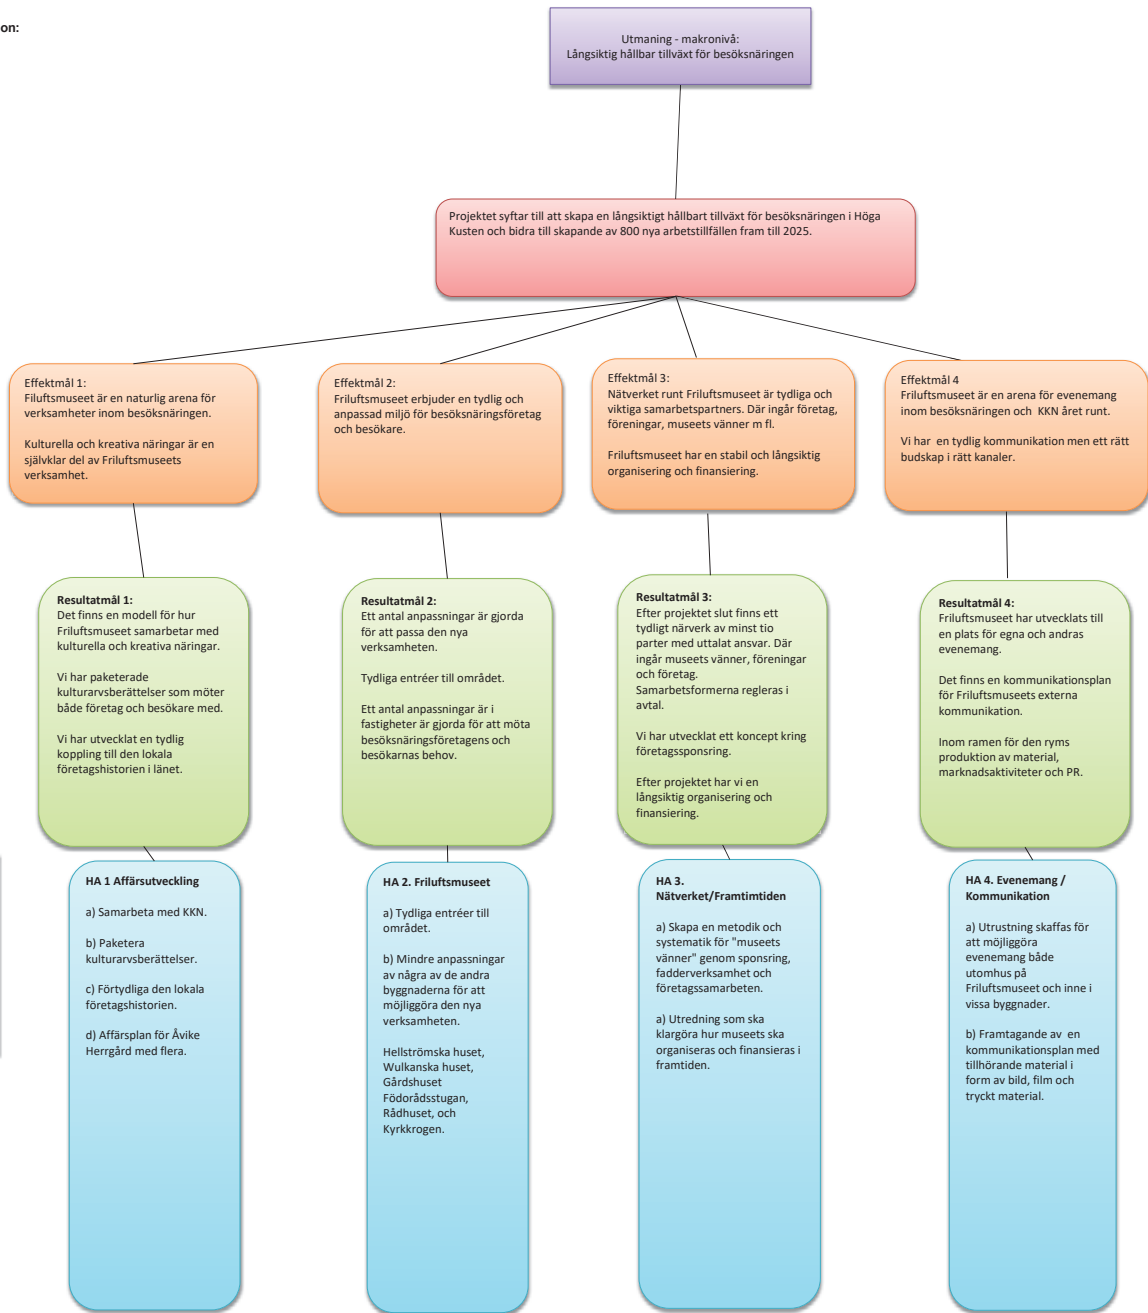 on:
Utmaning - makronivå:
Långsiktig hållbar tillväxt för besöksnäringen
Projektet syftar till att skapa en långsiktigt hållbart tillväxt för besöksnäringen i Höga
Kusten och bidra till skapande av 800 nya arbetstillfällen fram till 2025.
Effektmål 1:
Filuftsmuseet är en naturlig arena för
verksamheter inom besöksnäringen.
Kulturella och kreativa näringar är en
självklar del av Friluftsmuseets
verksamhet.
Effektmål 2:
Friluftsmuseet erbjuder en tydlig och
anpassad miljö för besöksnäringsföretag
och besökare.
Effektmål 3:
Nätverket runt Friluftsmuseet är tydliga och
viktiga samarbetspartners. Där ingår företag,
föreningar, museets vänner m fl.
Friluftsmuseet har en stabil och långsiktig
organisering och finansiering.
Effektmål 4
Friluftsmuseet är en arena för evenemang
inom besöksnäringen och  KKN året runt.
Vi har  en tydlig kommunikation men ett rätt
budskap i rätt kanaler.
Resultatmål 1:
Det finns en modell för hur
Friluftsmuseet samarbetar med
kulturella och kreativa näringar.
Vi har paketerade
kulturarvsberättelser som möter
både företag och besökare med.
Vi har utvecklat en tydlig
koppling till den lokala
företagshistorien i länet.
Resultatmål 2:
Ett antal anpassningar är gjorda
för att passa den nya
verksamheten.
Tydliga entréer till området.
Ett antal anpassningar är i
fastigheter är gjorda för att möta
besöksnäringsföretagens och
besökarnas behov.
Resultatmål 3:
Efter projektet slut finns ett
tydligt närverk av minst tio
parter med uttalat ansvar. Där
ingår museets vänner, föreningar
och företag.
Samarbetsformerna regleras i
avtal.
Vi har utvecklat ett koncept kring
företagssponsring.
Efter projektet har vi en
långsiktig organisering och
finansiering.
Resultatmål 4:
Friluftsmuseet har utvecklats till
en plats för egna och andras
evenemang.
Det finns en kommunikationsplan
för Friluftsmuseets externa
kommunikation.
Inom ramen för den ryms
produktion av material,
marknadsaktiviteter och PR.
HA 1 Affärsutveckling
a) Samarbeta med KKN.
b) Paketera
kulturarvsberättelser.
c) Förtydliga den lokala
företagshistorien.
d) Affärsplan för Åvike
Herrgård med flera.
HA 2. Friluftsmuseet
a) Tydliga entréer till
området.
b) Mindre anpassningar
av några av de andra
byggnaderna för att
möjliggöra den nya
verksamheten.
Hellströmska huset,
Wulkanska huset,
Gårdshuset
Födorådsstugan,
Rådhuset, och
Kyrkkrogen.
HA 3.
Nätverket/Framtimtiden
a) Skapa en metodik och
systematik för "museets
vänner" genom sponsring,
fadderverksamhet och
företagssamarbeten.
a) Utredning som ska
klargöra hur museets ska
organiseras och finansieras i
framtiden.
HA 4. Evenemang /
Kommunikation
a) Utrustning skaffas för
att möjliggöra
evenemang både
utomhus på
Friluftsmuseet och inne i
vissa byggnader.
b) Framtagande av  en
kommunikationsplan med
tillhörande material i
form av bild, film och
tryckt material.